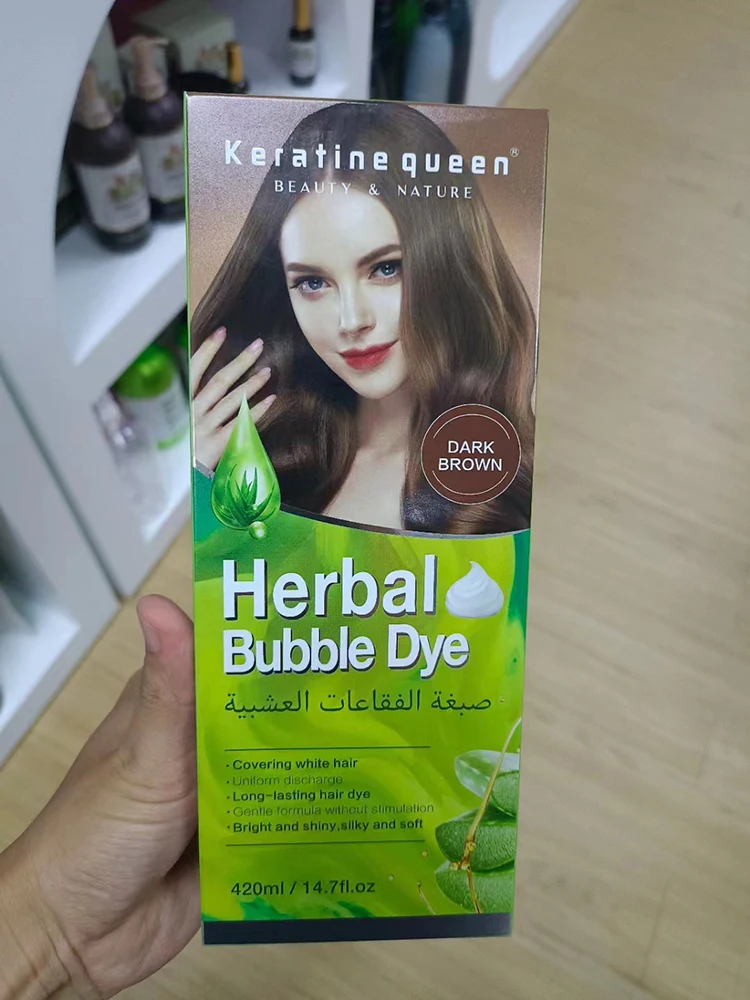 Keratine queen®
BEAUTY & NATURE
DARK
BROWN
Herbal
Bubble Dye
صبغة الفقاعات العشبية
· Covering white hair
· Uniform discharge
· Long-lasting hair dye
· Gentle formula without stimulation
· Bright and shiny,silky and soft
420ml / 14.7fl.oz